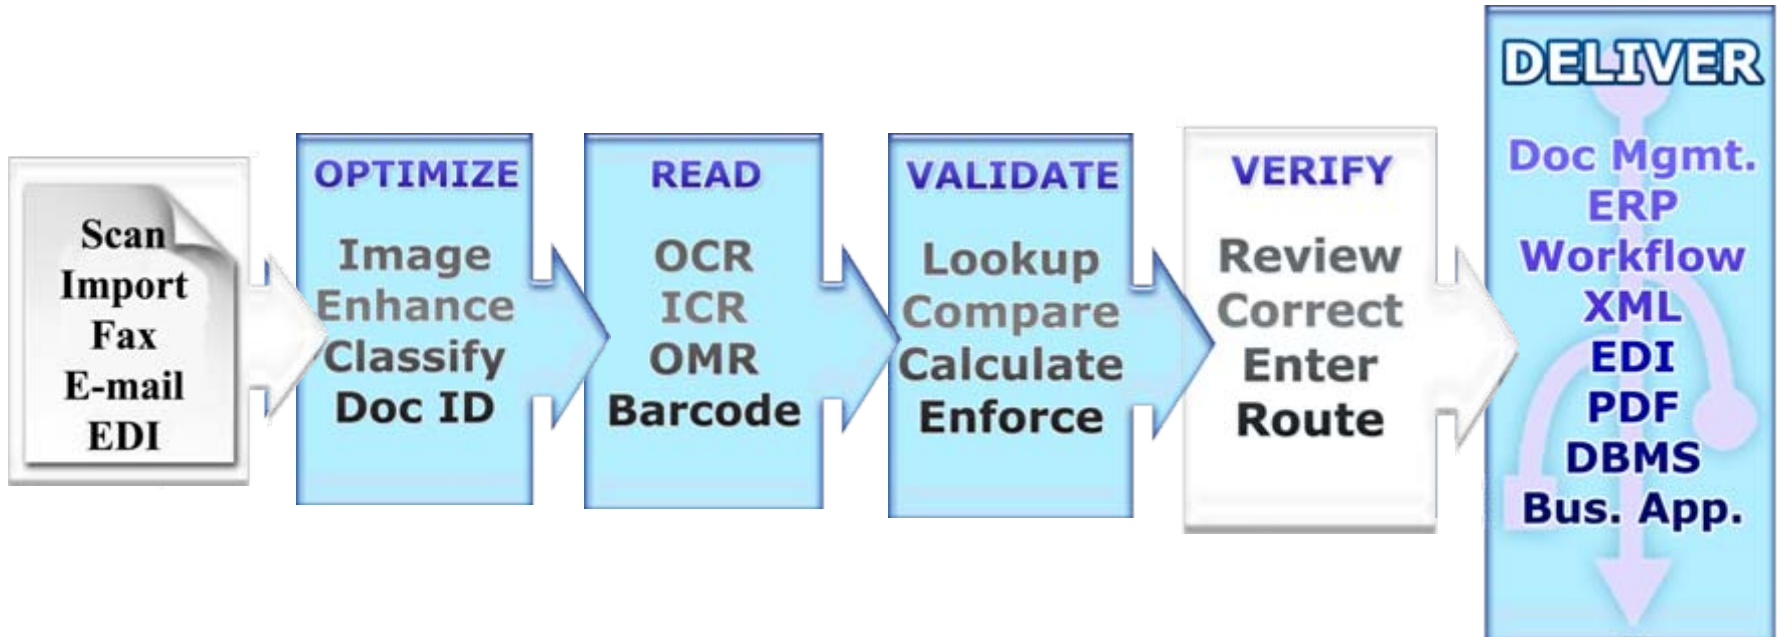 Scan
Import
Fax
E-mail
EDI
OPTIMIZE
Image
Enhance
Classify
Doc ID
READ
OCR
ICR
OMR
Barcode
VALIDATE
Lookup
Compare
Calculate
Enforce
VERIFY
Review
Correct
Enter
Route
DELIVER
Doc Mgmt.
ERP
Workflow
XML
EDI
PDF
DBMS
Bus. App.